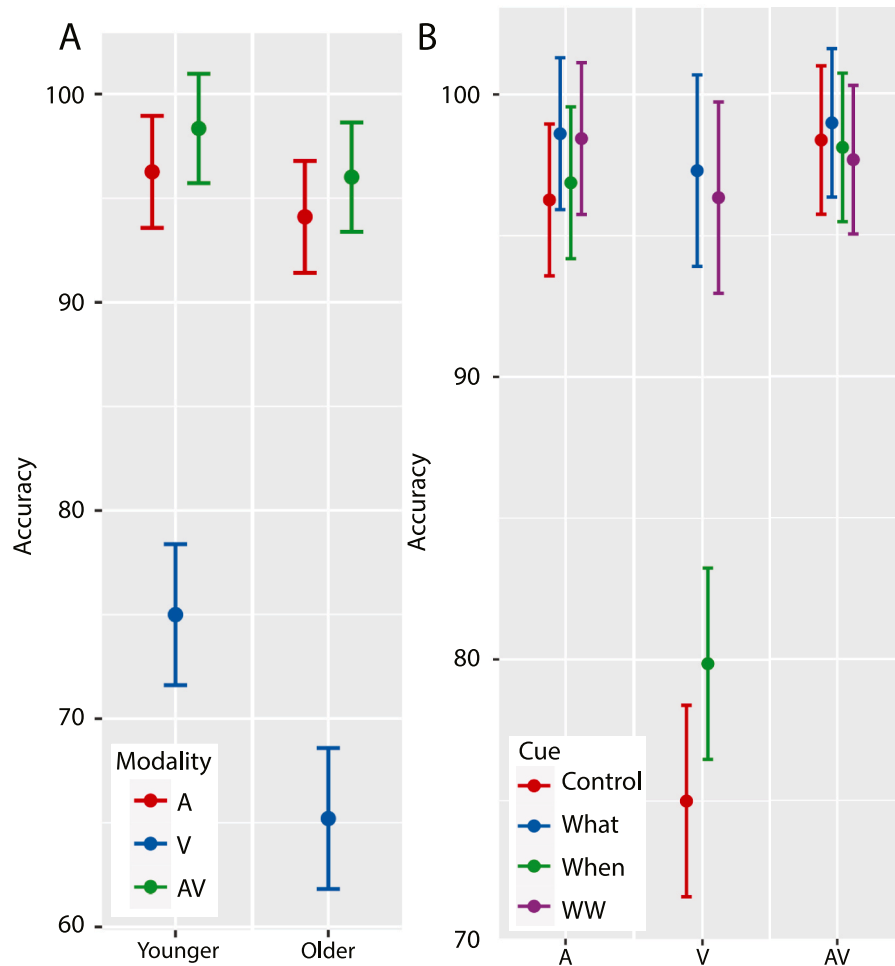 A
Accuracy
100
90
80
70
60
Modality
A
V
AV
Younger
Older
B
Accuracy
100
90
80
70
Cue
Control
What
When
WW
A
V
AV